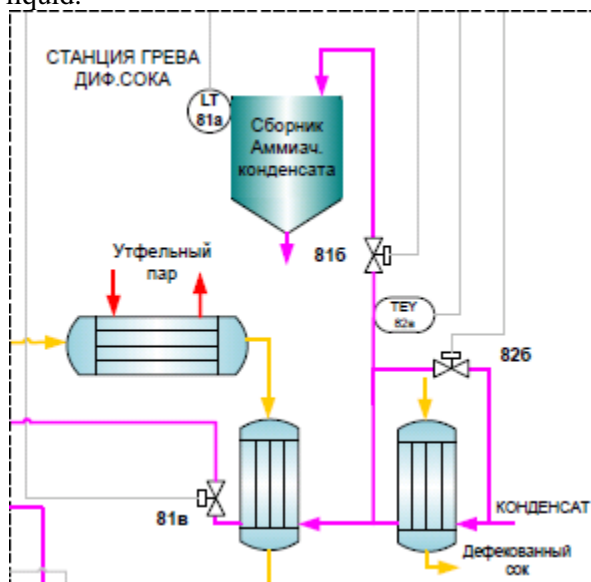 liquid.
СТАНЦИЯ ГРЕВА
ДИФ.СОКА
LT
81а
Сборник
Аммиач.
конденсата
Утфельный
пар
81б
TEY
82а
82б
81в
КОНДЕНСАТ
Дефекованный
сок